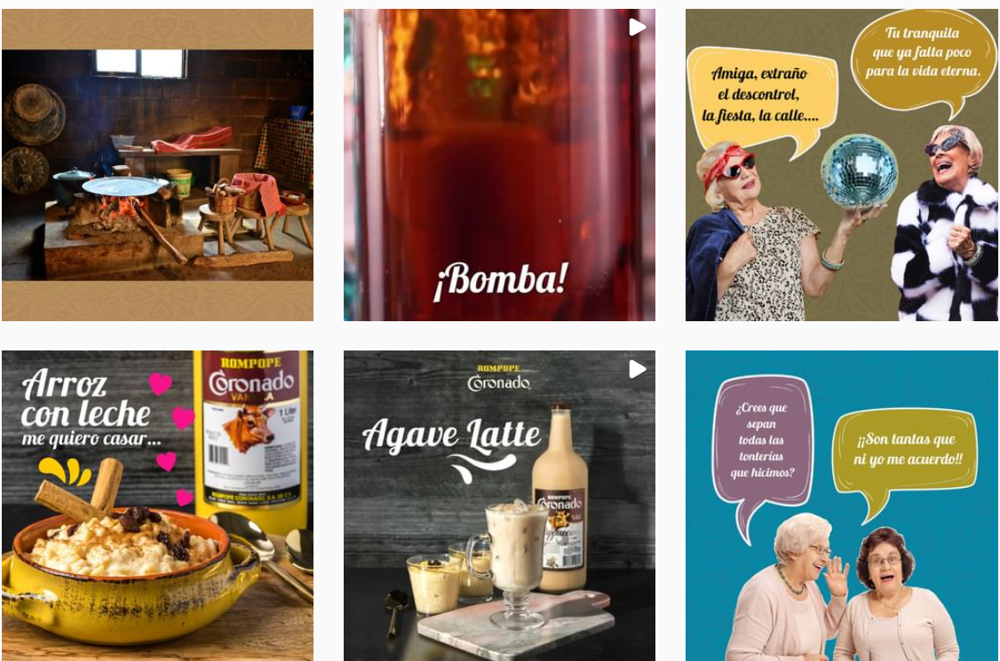 ¡Bomba!
Amiga, extraño
el descontrol,
la fiesta, la calle....
Tu tranquila
que ya falta poco
para la vida eterna.
Arroz
con leche
me quiero casar...
ROMPOPE
Coronado
1 Litro
ROMPOPE CORONADO, S.A. DE C.V.
ROMPOPE
Coronado
Agave Latte
ROMPOPE
Coronado
¿Crees que
sepan
todas las
tonterías
que hicimos?
¡¡Son tantas que
ni yo me acuerdo!!